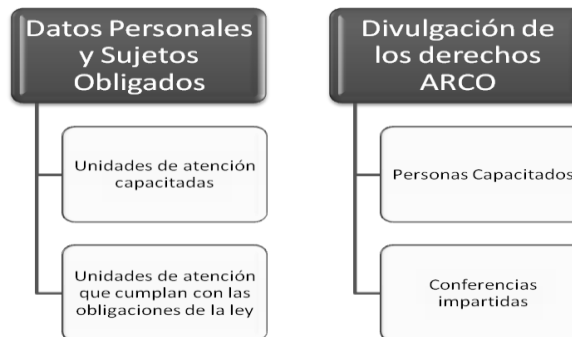 Datos Personales
y Sujetos
Obligados
Unidades de atención
capacitadas
Unidades de atención
que cumplan con las
obligaciones de la ley
Divulgación de
los derechos
ARCO
Personas Capacitados
Conferencias
impartidas